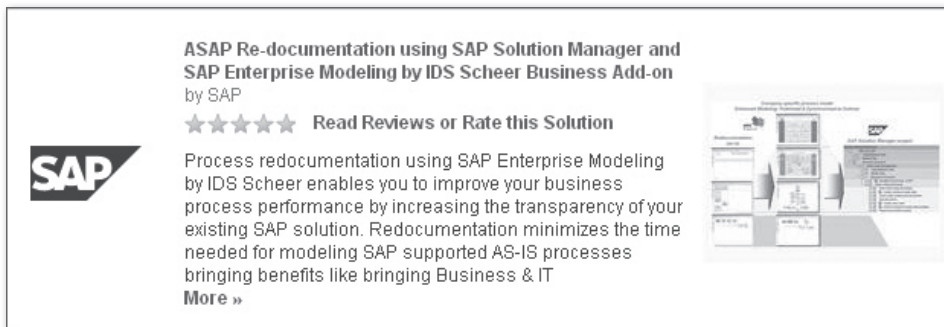 ASAP Re-documentation using SAP Solution Manager and
SAP Enterprise Modeling by IDS Scheer Business Add-on
by SAP
Read Reviews or Rate this Solution
SAP
Process redocumentation using SAP Enterprise Modeling
by IDS Scheer enables you to improve your business
process performance by increasing the transparency of your
existing SAP solution. Redocumentation minimizes the time
needed for modeling SAP supported AS-IS processes
bringing benefits like bringing Business & IT
More »